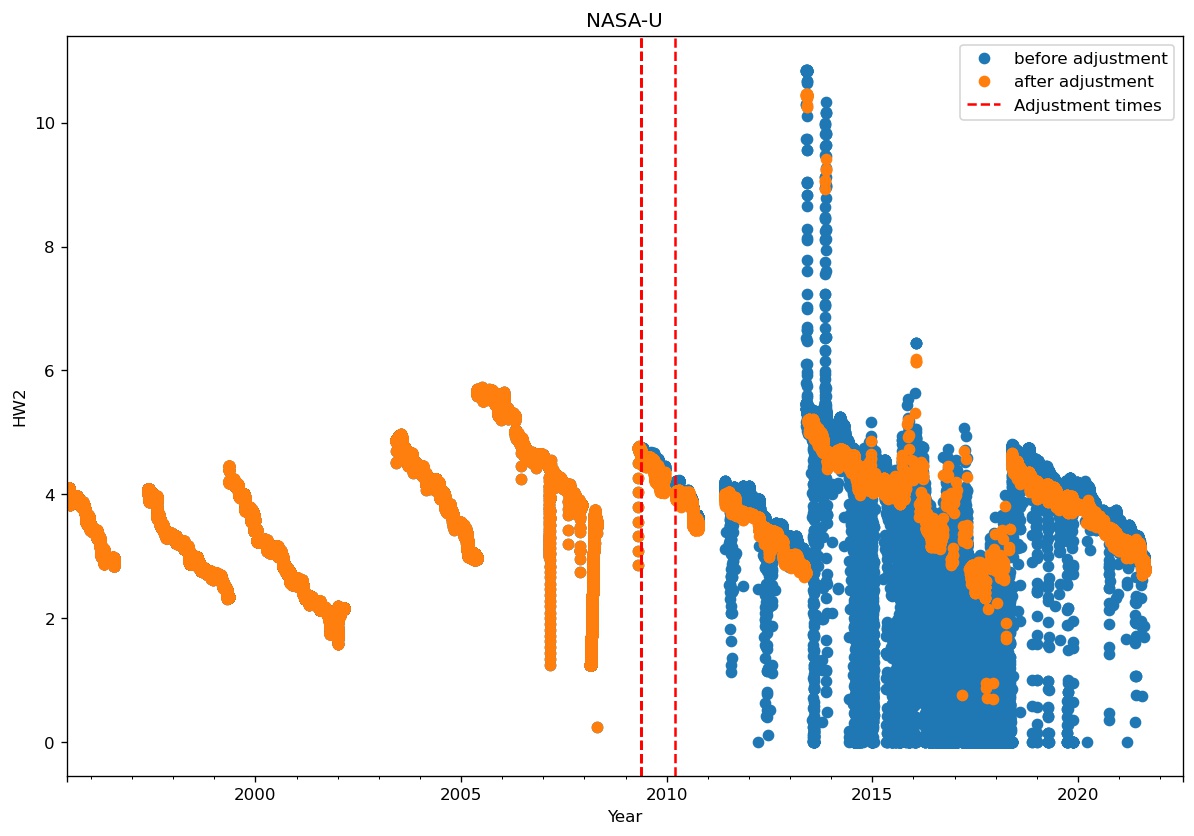 NASA-U
before adjustment
after adjustment
Adjustment times
HW2
10
8
6
4
2
0
2000 2005 2010 2015 2020
Year